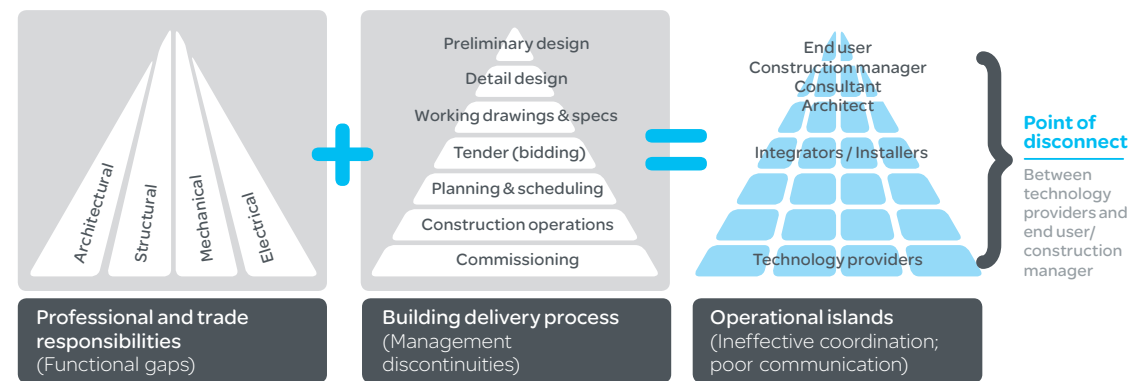 Architectural
Structural
Mechanical
Electrical
Professional and trade
responsibilities
(Functional gaps)
Preliminary design
Detail design
Working drawings & specs
Tender (bidding)
Planning & scheduling
Construction operations
Commissioning
Building delivery process
(Management
discontinuities)
End user
Construction manager
Consultant
Architect
Integrators / Installers
Technology providers
Operational islands
(Ineffective coordination;
poor communication)
Point of
disconnect
Between
technology
providers and
end user/
construction
manager